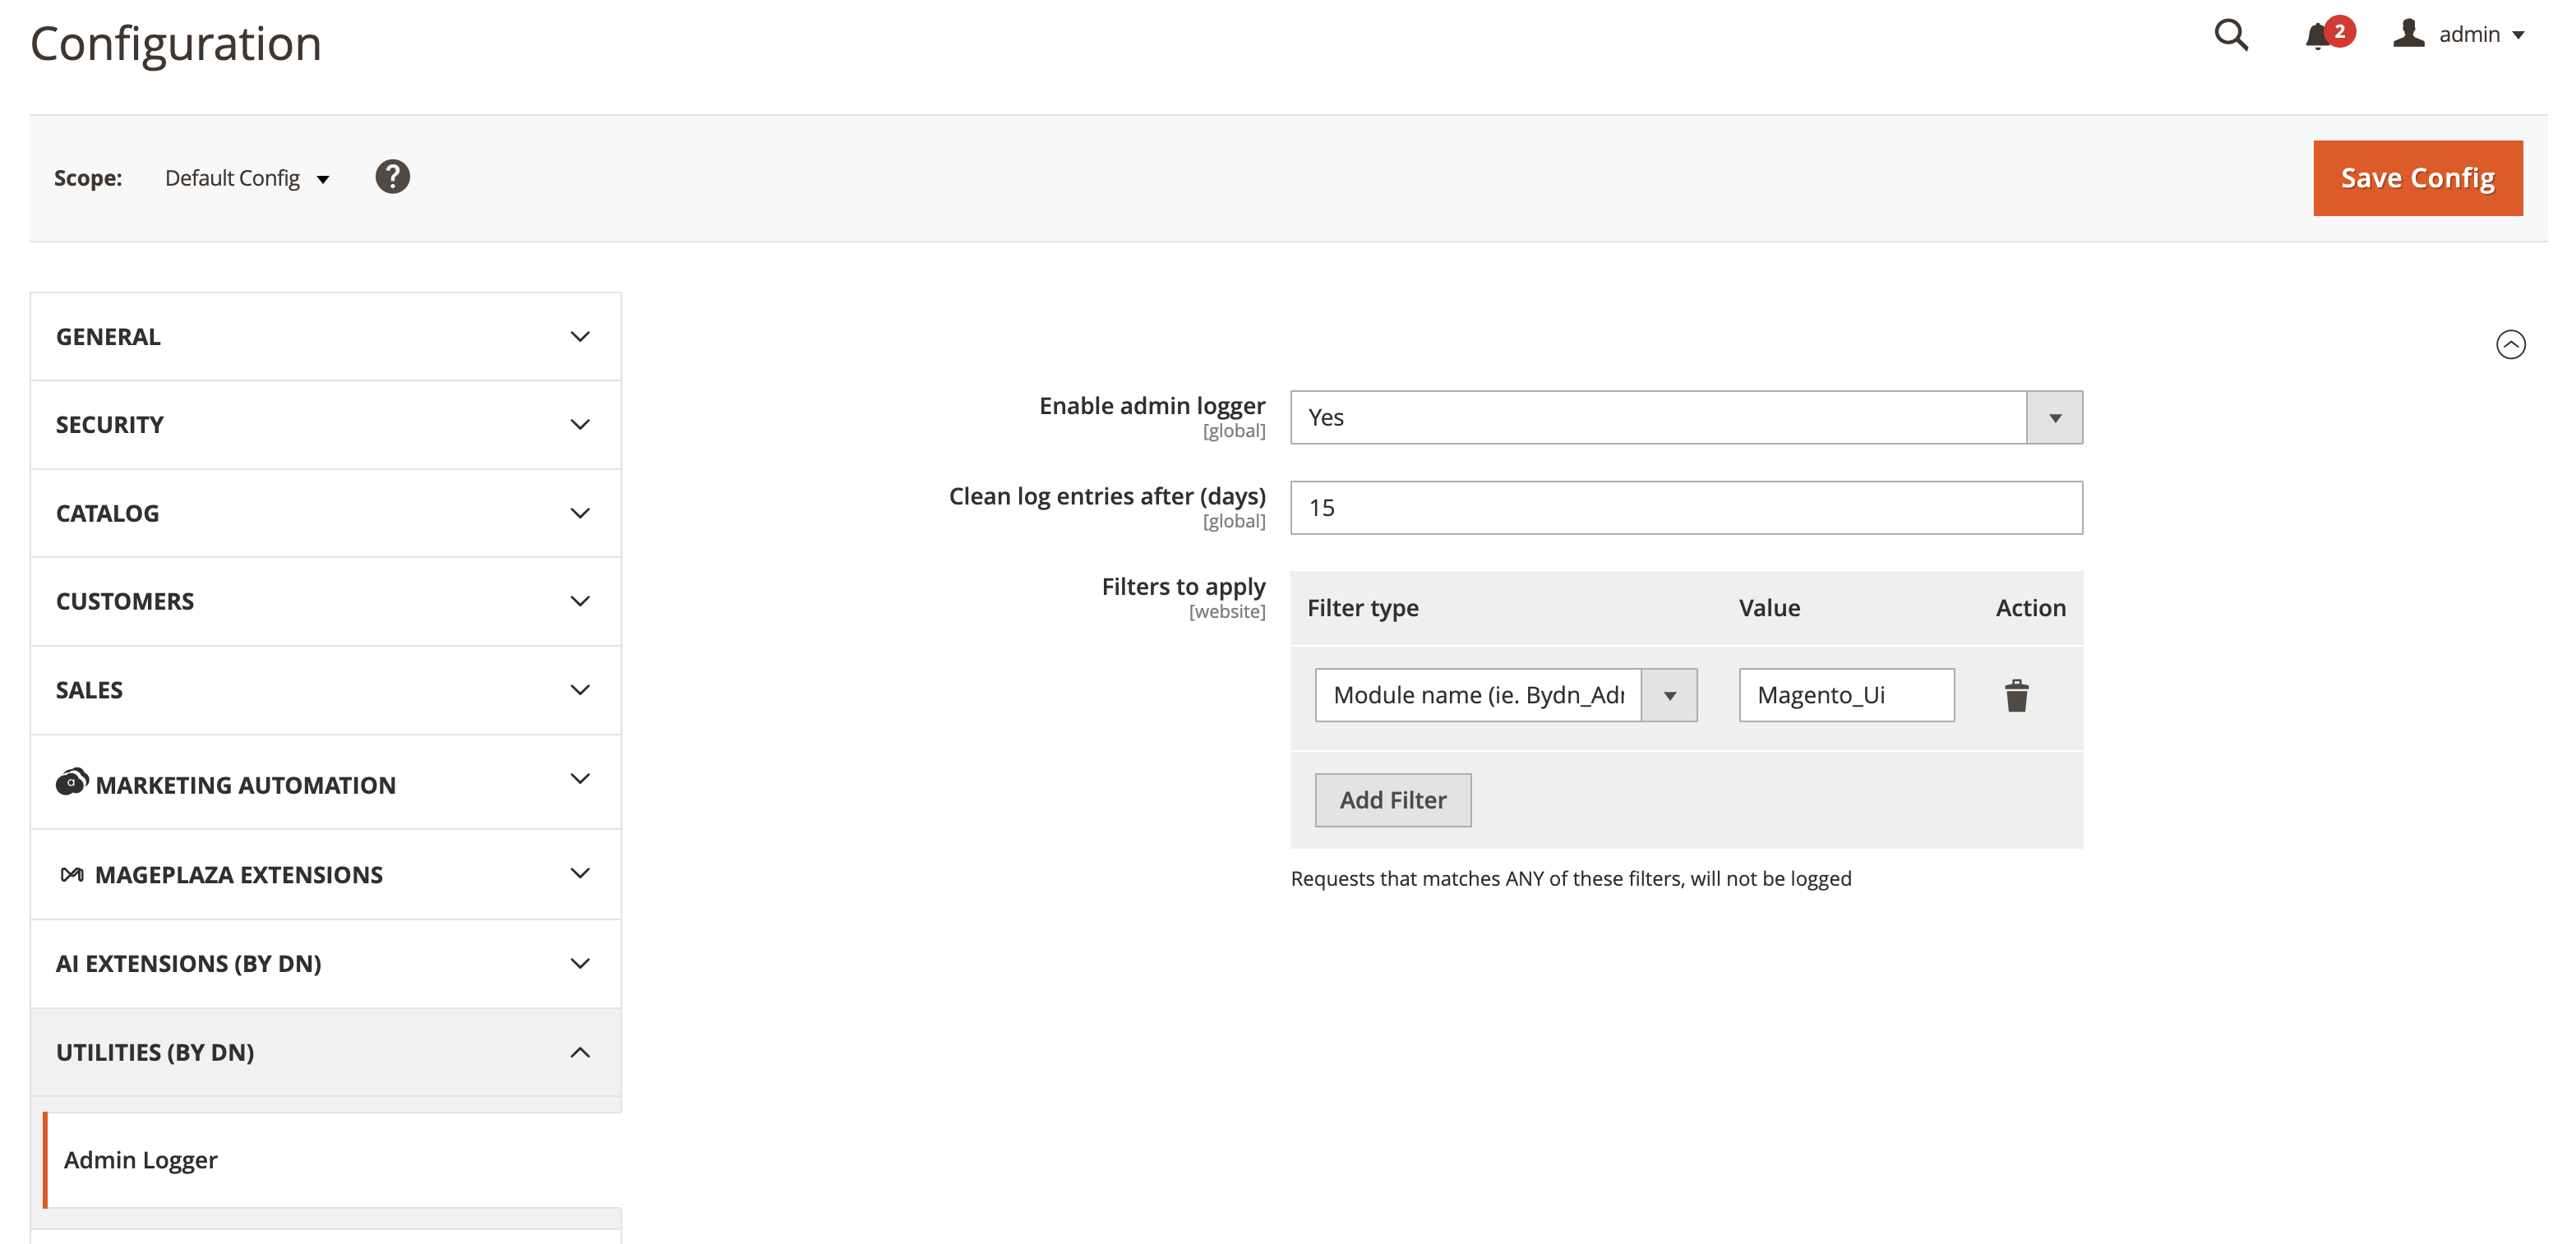 Configuration
2
admin
Scope:
Default Config
?
Save Config
GENERAL
SECURITY
CATALOG
CUSTOMERS
SALES
MARKETING AUTOMATION
MAGEPLAZA EXTENSIONS
AI EXTENSIONS (BY DN)
UTILITIES (BY DN)
Admin Logger
Enable admin logger
[global]
Yes
Clean log entries after (days)
[global]
15
Filters to apply
[website]
Filter type Value Action
Module name (ie. Bydn_Adr
Magento_Ui
Add Filter
Requests that matches ANY of these filters, will not be logged